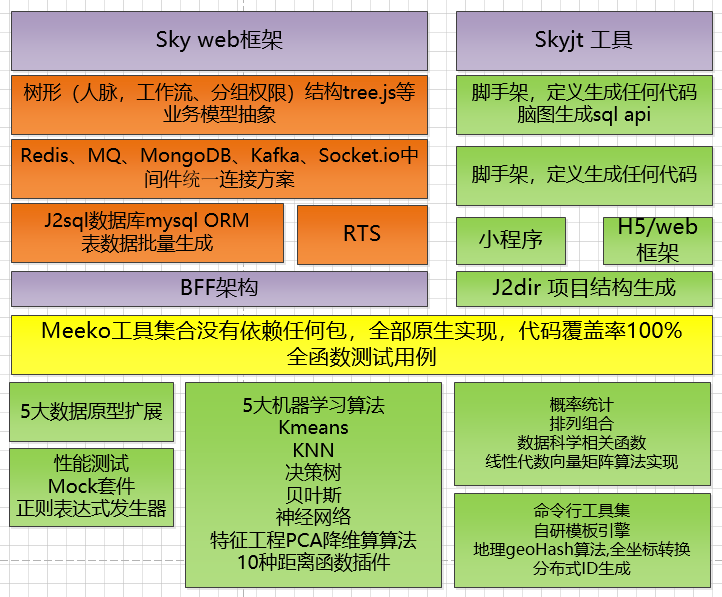 Sky web框架
Skyjt 工具
树形（人脉，工作流、分组权限）结构tree.js等
业务模型抽象
脚手架，定义生成任何代码
脑图生成sql api
Redis、MQ、MongoDB、Kafka、Socket.io中
间件统一连接方案
脚手架，定义生成任何代码
J2sql数据库mysql ORM
表数据批量生成
RTS
小程序
H5/web
框架
BFF架构
J2dir 项目结构生成
Meeko工具集合没有依赖任何包，全部原生实现，代码覆盖率100%
全函数测试用例
5大数据原型扩展
性能测试
Mock套件
正则表达式发生器
5大机器学习算法
Kmeans
KNN
决策树
贝叶斯
神经网络
特征工程PCA降维算算法
10种距离函数插件
概率统计
排列组合
数据科学相关函数
线性代数向量矩阵算法实现
命令行工具集
自研模板引擎
地理geoHash算法,全坐标转换
分布式ID生成